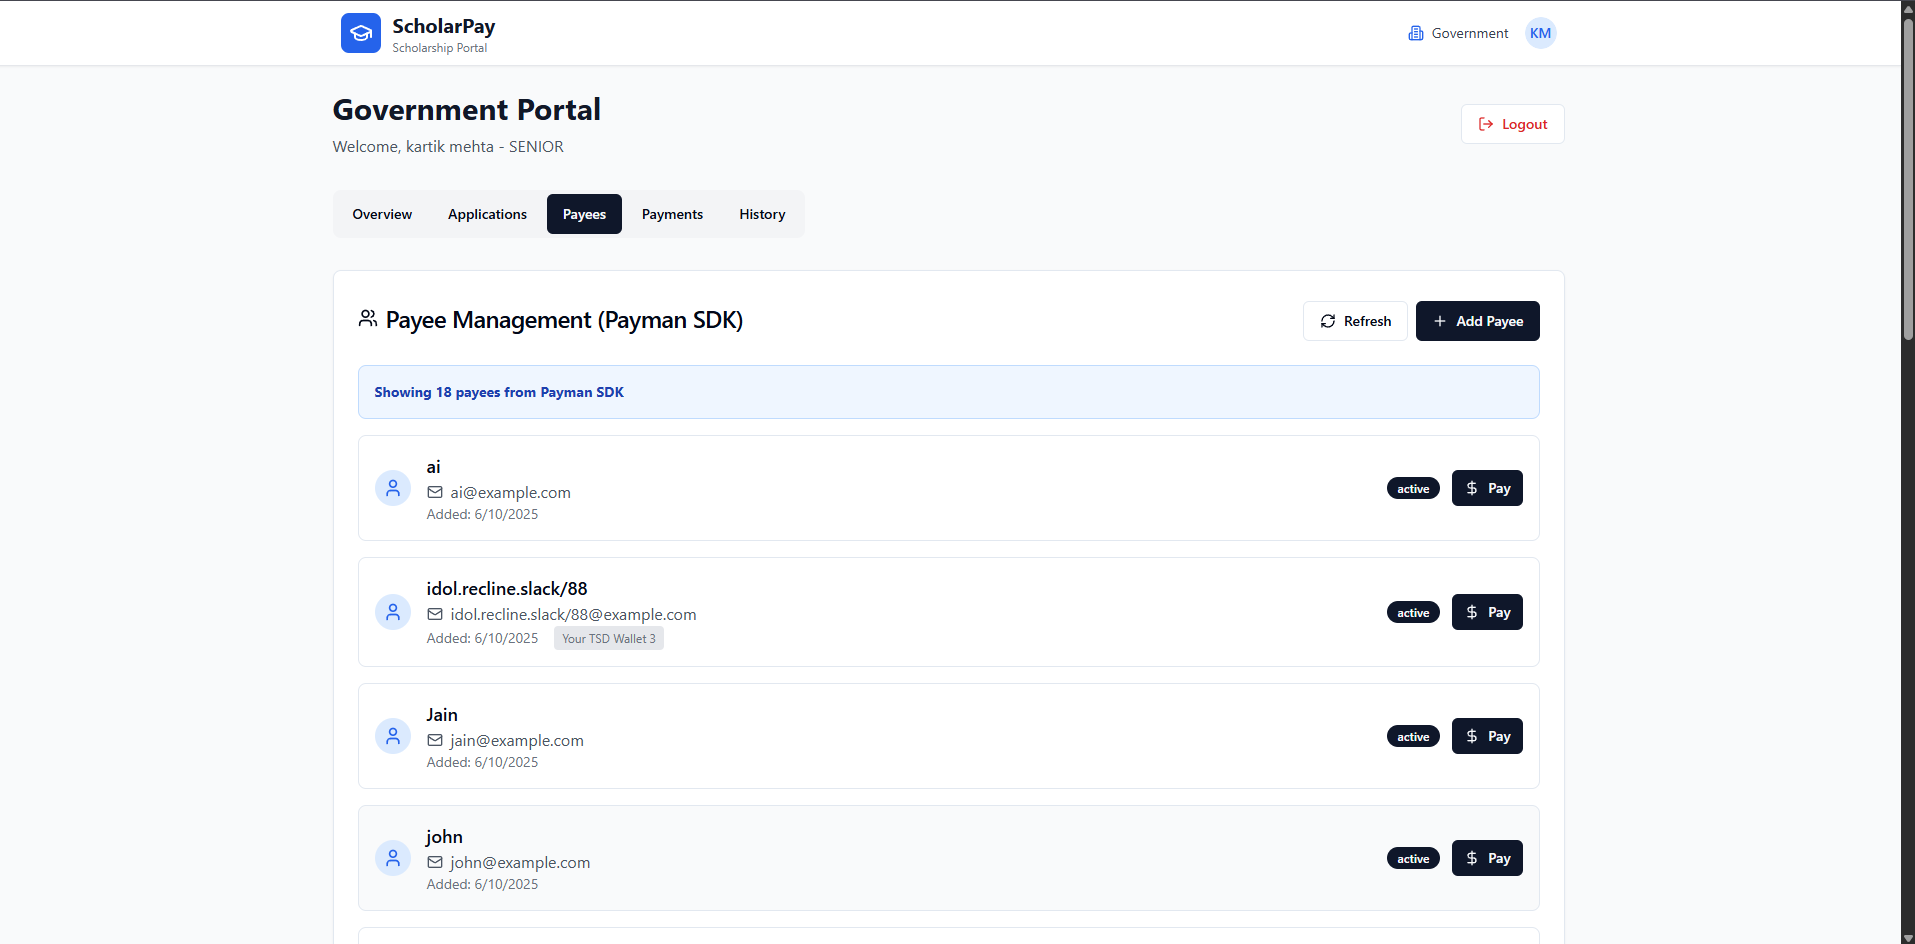 ScholarPay
Scholarship Portal
Government
KM
Government Portal
Welcome, kartik mehta - SENIOR
Logout
Overview
Applications
Payees
Payments
History
Payee Management (Payman SDK)
Refresh
Add Payee
Showing 18 payees from Payman SDK
ai
ai@example.com
Added: 6/10/2025
active
Pay
idol.recline.slack/88
idol.recline.slack/88@example.com
Added: 6/10/2025
Your TSD Wallet 3
active
Pay
Jain
jain@example.com
Added: 6/10/2025
active
Pay
john
john@example.com
Added: 6/10/2025
active
Pay